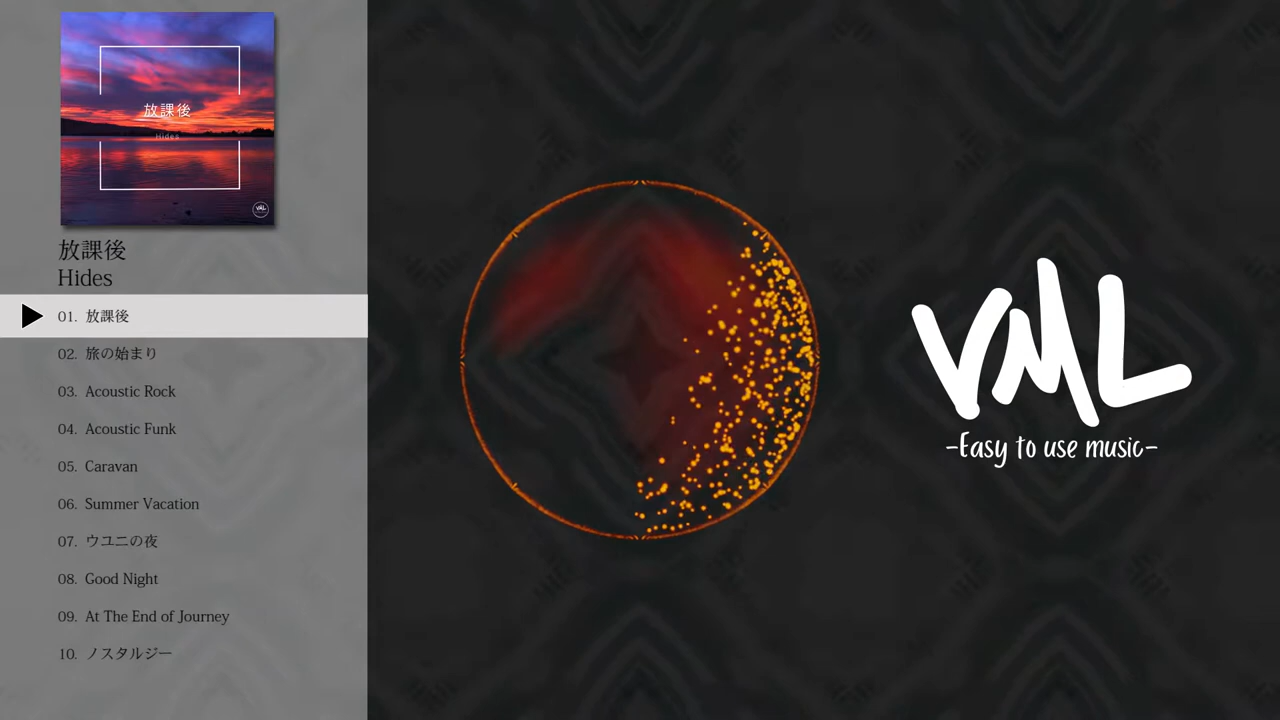 放課後
Hides
VML
放課後
Hides
01. 放課後
02. 旅の始まり
03. Acoustic Rock
04. Acoustic Funk
05. Caravan
06. Summer Vacation
07. ウユニの夜
08. Good Night
09. At The End of Journey
10. ノスタルジー
VML
-Easy to use music-